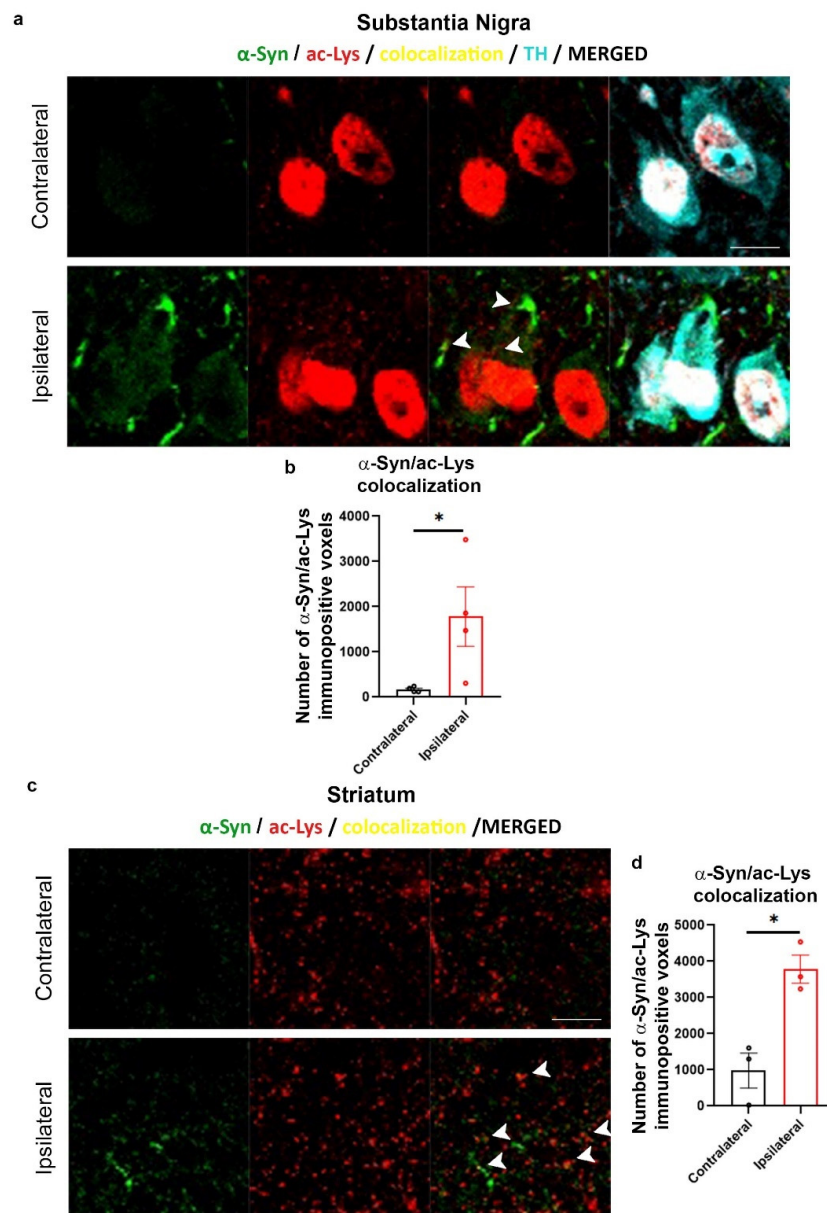 a
Substantia Nigra
α-Syn / ac-Lys / colocalization / TH / MERGED
Contralateral
Ipsilateral
b
α-Syn/ac-Lys
colocalization
Number of α-Syn/ac-Lys
immunopositive voxels
4000
3000
2000
1000
0
*
Contralateral
Ipsilateral
c
Striatum
α-Syn / ac-Lys / colocalization /MERGED
Contralateral
Ipsilateral
d
α-Syn/ac-Lys
colocalization
Number of α-Syn/ac-Lys
immunopositive voxels
5000
4000
3000
2000
1000
0
*
Contralateral
Ipsilateral